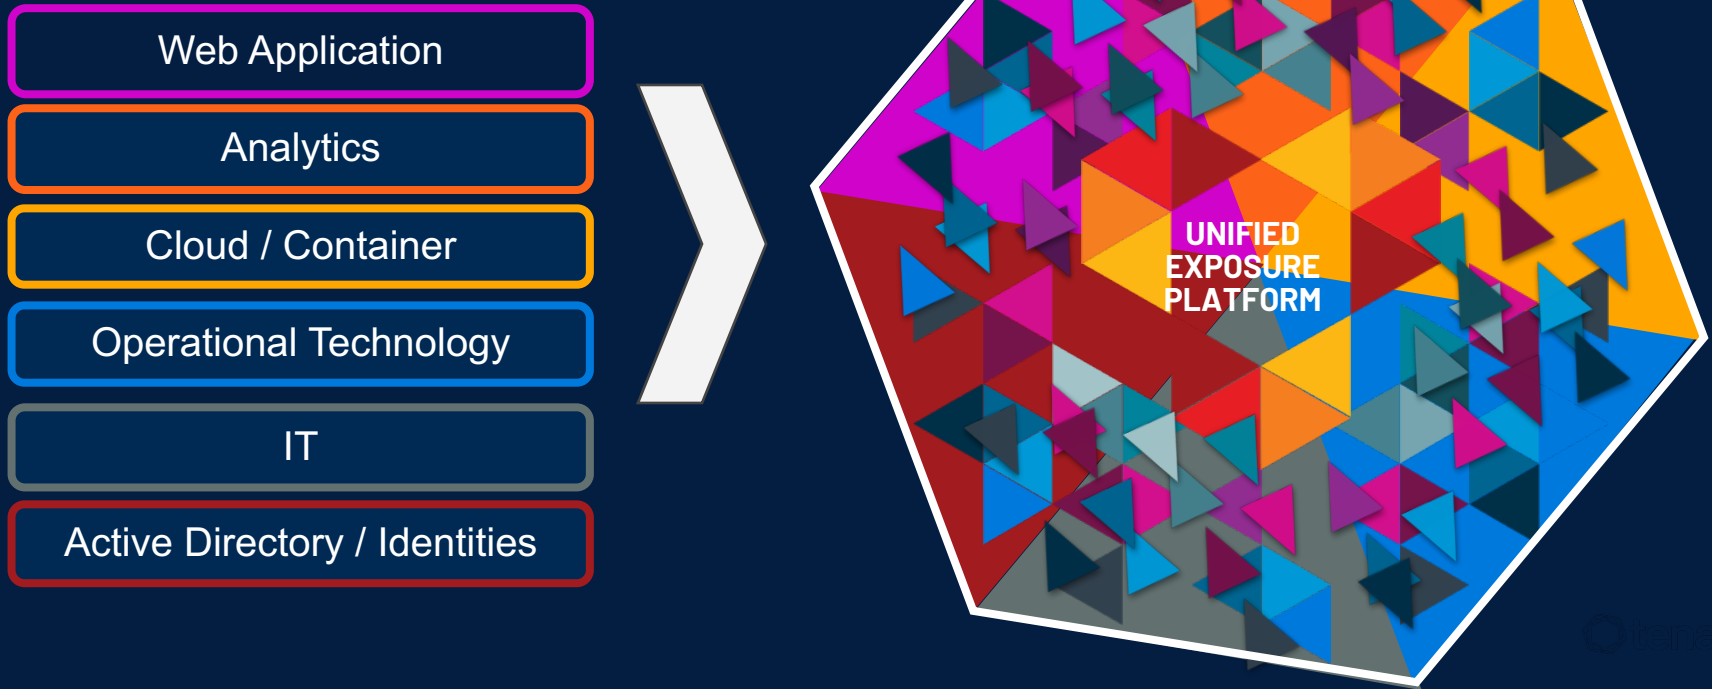 Web Application
Analytics
Cloud / Container
Operational Technology
IT
Active Directory / Identities
UNIFIED
EXPOSURE
PLATFORM